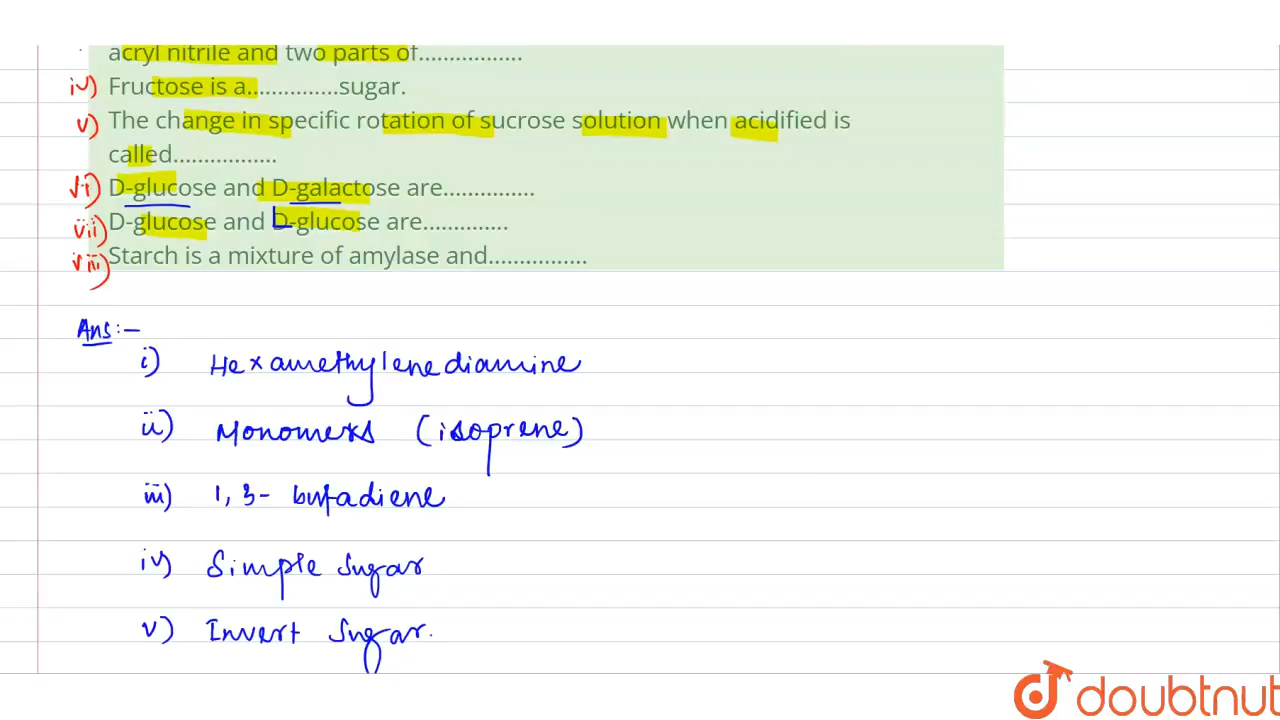 acryl nitrile and two parts of.................
iv) Fructose is a...............sugar.
v) The change in specific rotation of sucrose solution when acidified is
called.................
vi) D-glucose and D-galactose are...............
vii) D-glucose and L-glucose are..............
viii) Starch is a mixture of amylase and................
Ans:-
i) Hexamethylenediamine
ii) Monomers (isoprene)
iii) 1, 3- butadiene
iv) Simple Sugar
v) Invert Sugar.
doubtnut